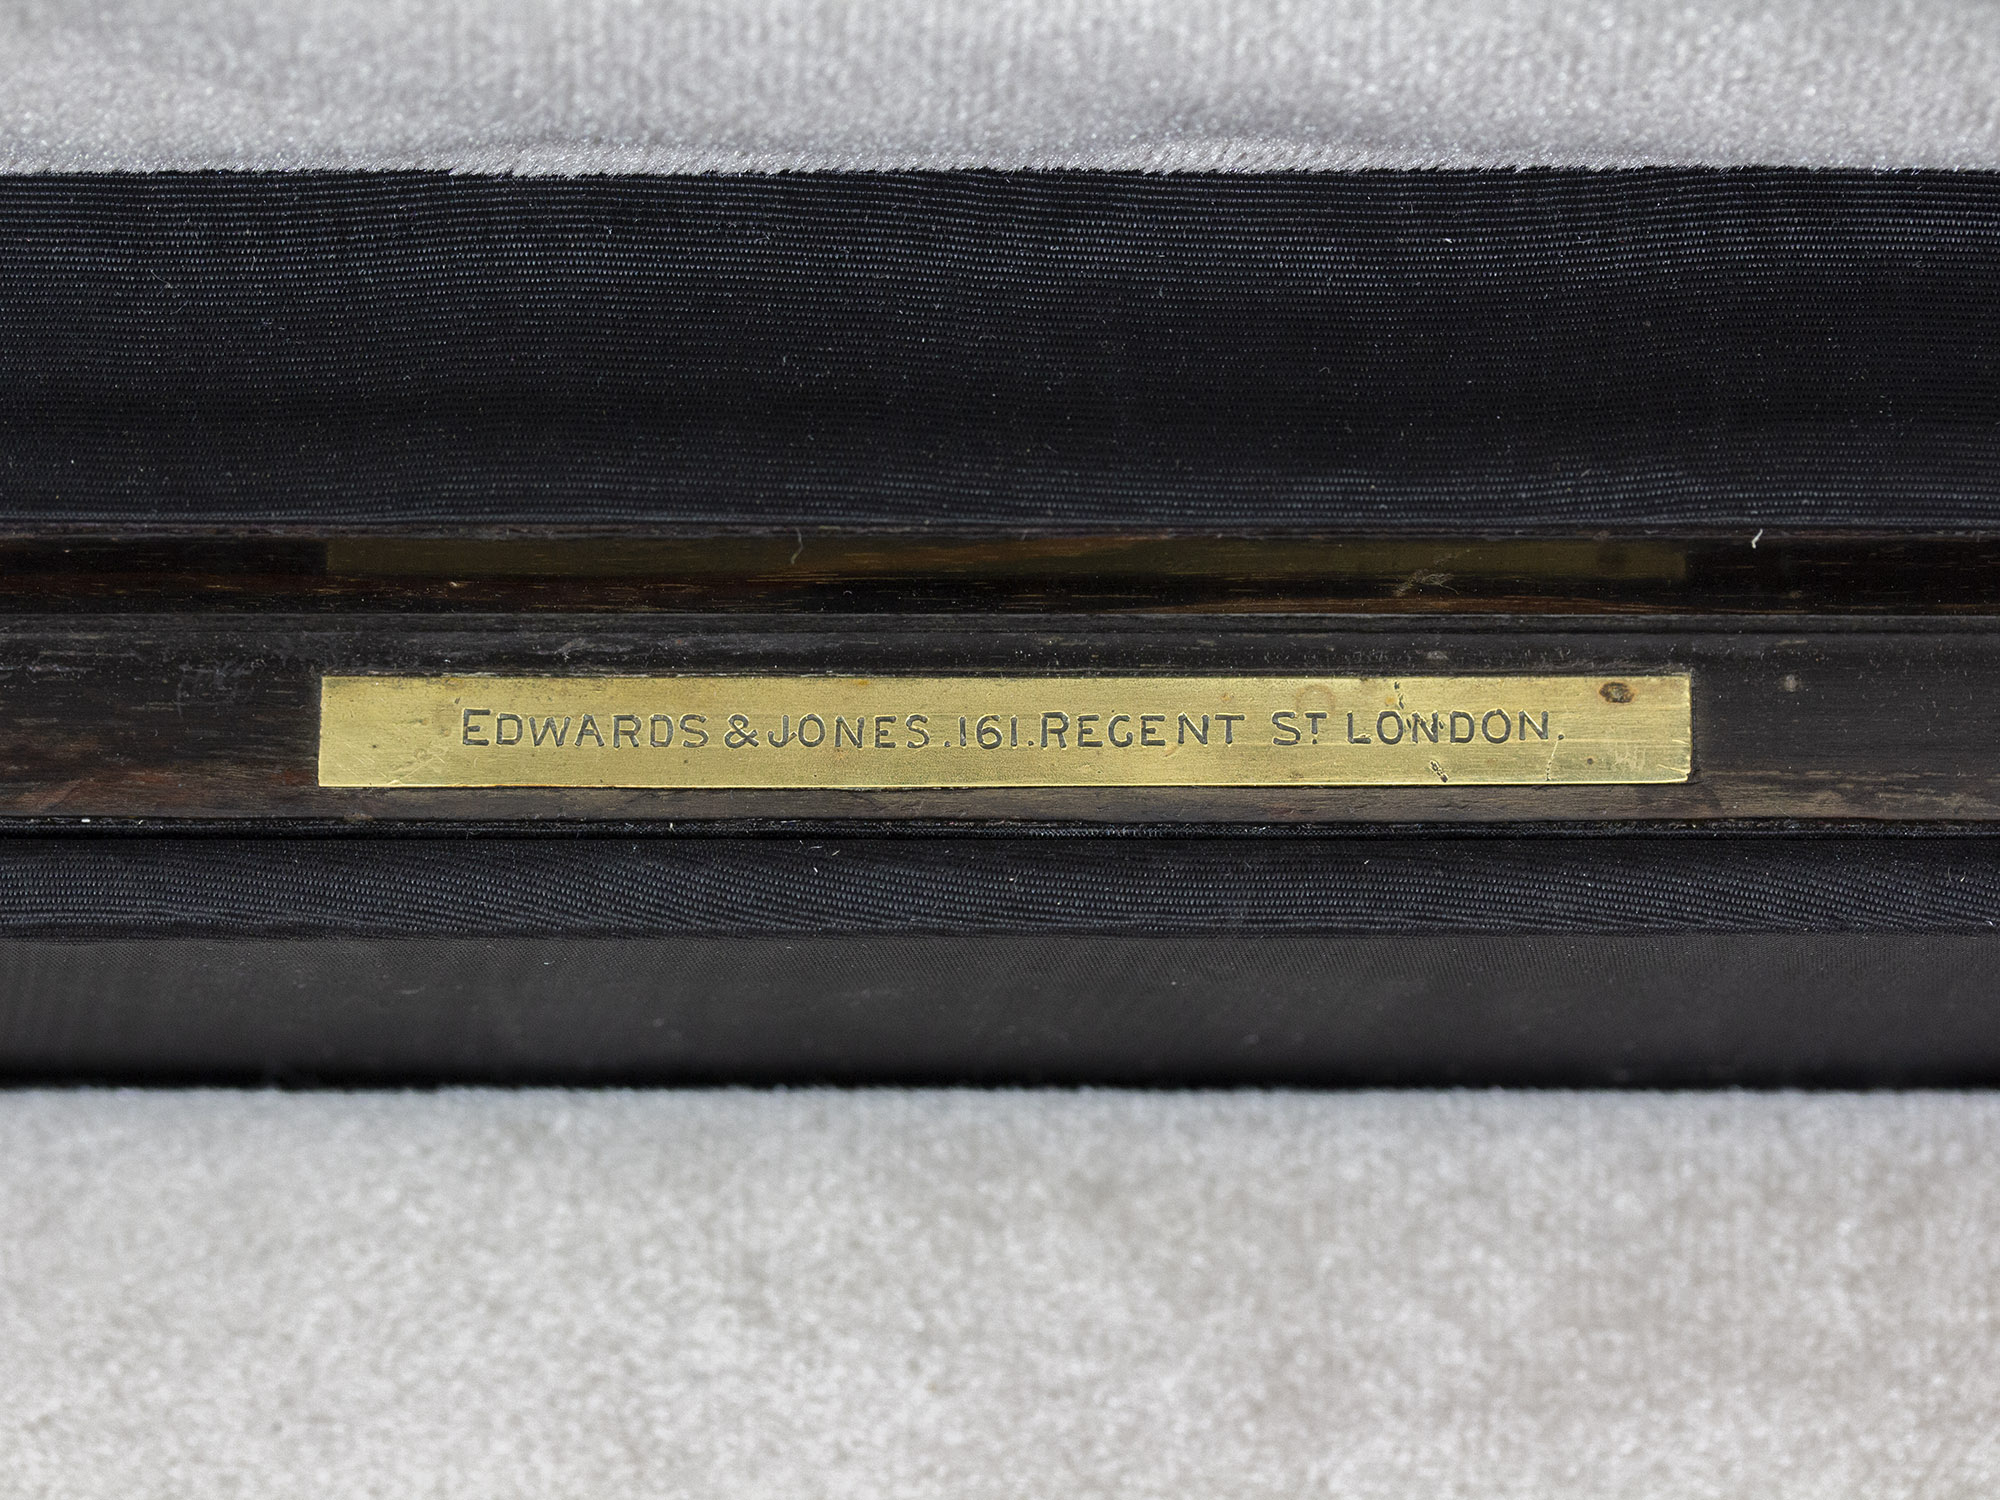 EDWARDS & JONES.161.REGENT ST LONDON.